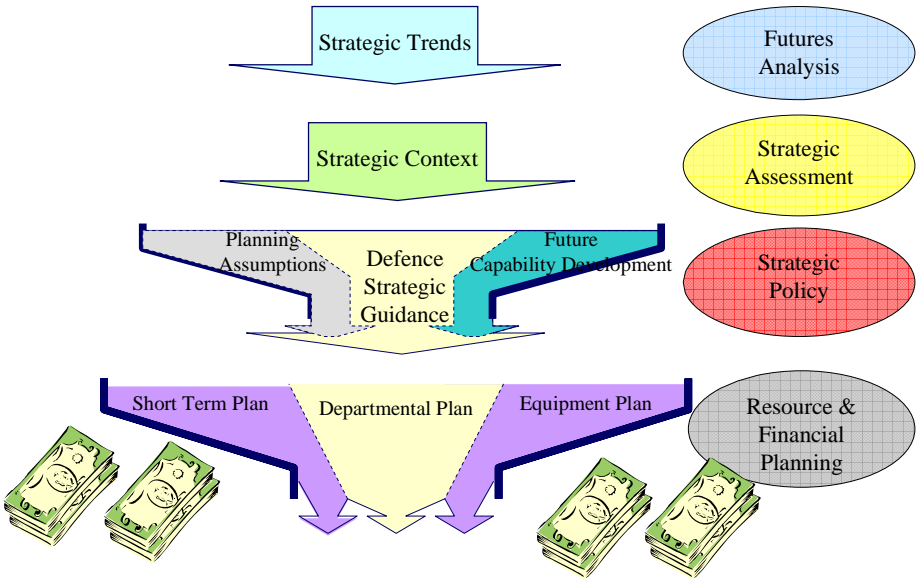 Strategic Trends
Futures
Analysis
Strategic Context
Strategic
Assessment
Planning
Assumptions
Defence
Strategic
Guidance
Future
Capability Development
Strategic
Policy
Short Term Plan
Departmental Plan
Equipment Plan
Resource &
Financial
Planning